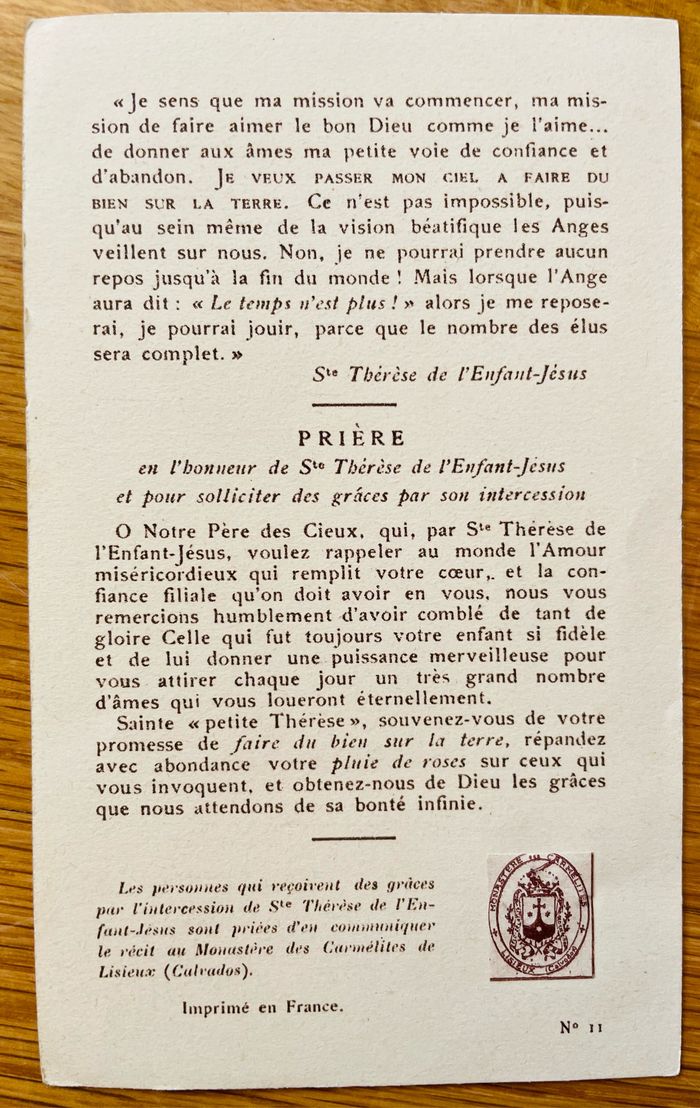 « Je sens que ma mission va commencer, ma mis-
sion de faire aimer le bon Dieu comme je l'aime...
de donner aux âmes ma petite voie de confiance et
d'abandon. JE VEUX PASSER MON CIEL A FAIRE DU
BIEN SUR LA TERRE. Ce n'est pas impossible, puis-
qu'au sein même de la vision béatifique les Anges
veillent sur nous. Non, je ne pourrai prendre aucun
repos jusqu'à la fin du monde ! Mais lorsque l'Ange
aura dit : « Le temps n'est plus ! » alors je me repose-
rai, je pourrai jouir, parce que le nombre des élus
sera complet. »
Ste Thérèse de l'Enfant-Jésus
PRIÈRE
en l'honneur de Ste Thérèse de l'Enfant-Jésus
et pour solliciter des grâces par son intercession
O Notre Père des Cieux, qui, par Ste Thérèse de
l'Enfant-Jésus, voulez rappeler au monde l'Amour
miséricordieux qui remplit votre cœur,. et la con-
fiance filiale qu'on doit avoir en vous, nous vous
remercions humblement d'avoir comblé de tant de
gloire Celle qui fut toujours votre enfant si fidèle
et de lui donner une puissance merveilleuse pour
vous attirer chaque jour un très grand nombre
d'âmes qui vous loueront éternellement.
Sainte « petite Thérèse », souvenez-vous de votre
promesse de faire du bien sur la terre, répandez
avec abondance votre pluie de roses sur ceux qui
vous invoquent, et obtenez-nous de Dieu les grâces
que nous attendons de sa bonté infinie.
Les personnes qui reçoivent des grâces
par l'intercession de Ste Thérèse de l'En-
fant-Jésus sont priées d'en communiquer
le récit au Monastère des Carmélites de
Lisieux (Calvados).
MONASTÈRE DES CARMÉLITES
LISIEUX (Calvados)
Imprimé en France.
N° 11